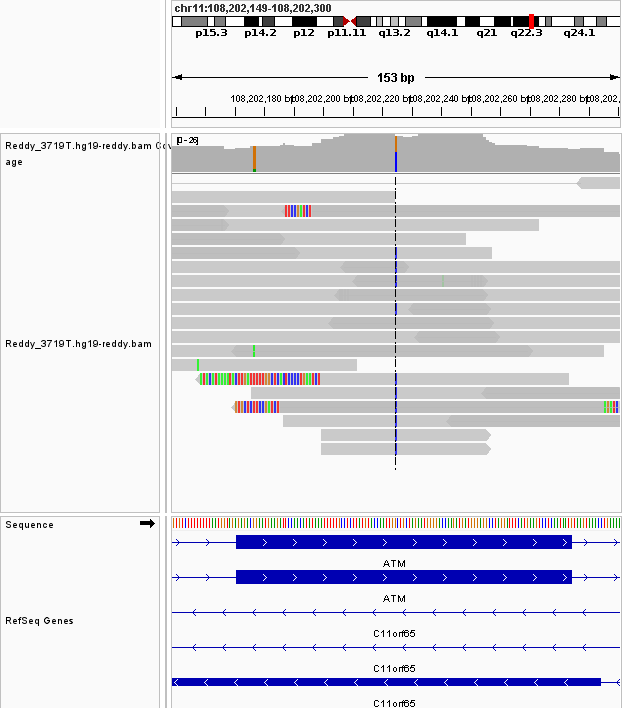 chr11:108,202,149-108,202,300
p15.3 p14.2 p12 p11.11 q13.2 q14.1 q21 q22.3 q24.1
153 bp
108,202,180 bp 108,202,200 bp 108,202,220 bp 108,202,240 bp 108,202,260 bp 108,202,280 bp 108,202,
Reddy_3719T.hg19-reddy.bam Cov
age
[0-26]
Reddy_3719T.hg19-reddy.bam
Sequence
ATM
ATM
RefSeq Genes
C11orf65
C11orf65
C11orf65